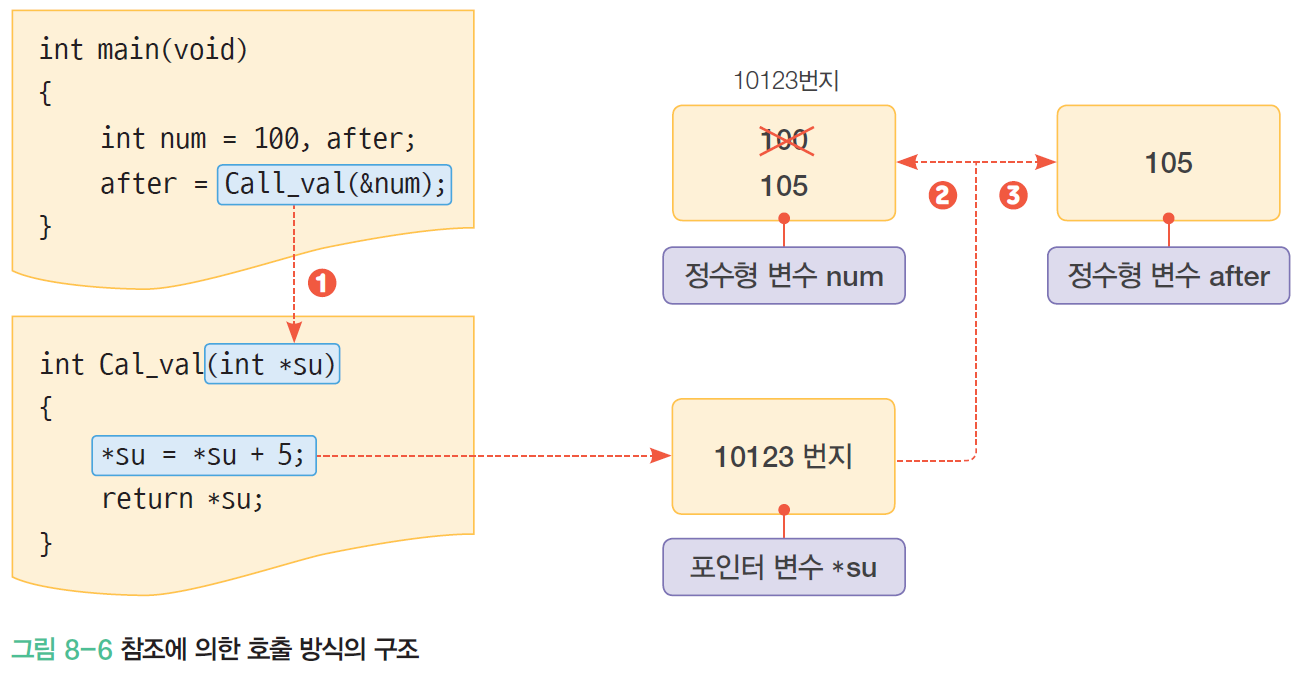 int main(void)
{
int num = 100, after;
after = Call_val(&num);
}
❶
int Cal_val(int *su)
{
*su = *su + 5;
return *su;
}
10123번지
100
105
정수형 변수 num
❷
❸
105
정수형 변수 after
10123 번지
포인터 변수 *su
그림 8-6 참조에 의한 호출 방식의 구조